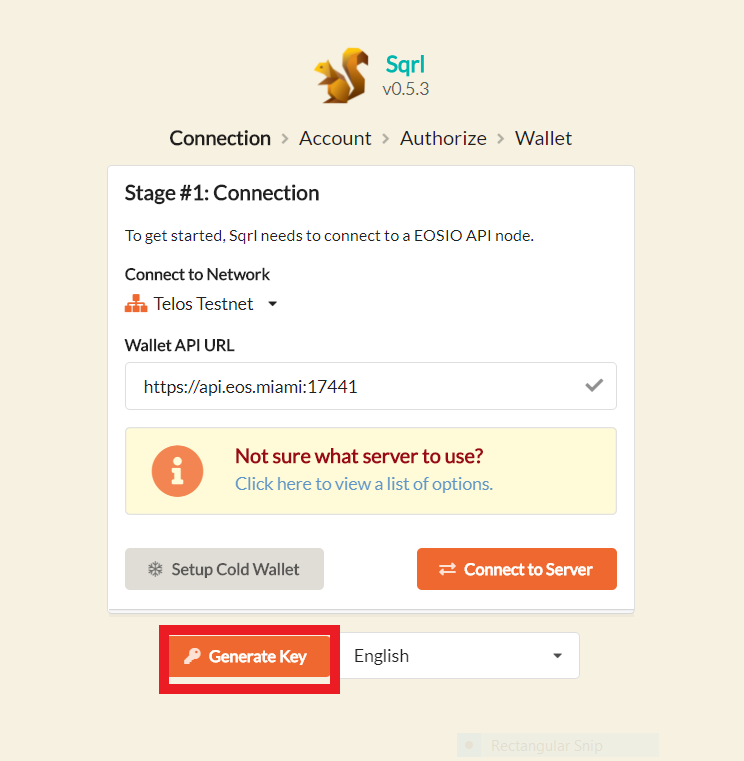 Sqrl
v0.5.3
Connection > Account > Authorize > Wallet
Stage #1: Connection
To get started, Sqrl needs to connect to a EOSIO API node.
Connect to Network
Telos Testnet
Wallet API URL
https://api.eos.miami:17441
Not sure what server to use?
Click here to view a list of options.
Setup Cold Wallet
Connect to Server
Generate Key
English
Rectangular Snip